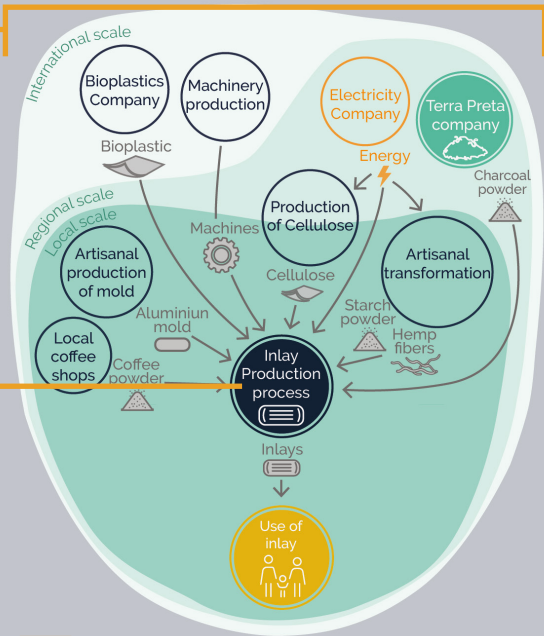 International scale
Bioplastics
Company
Machinery
production
Electricity
Company
Terra Preta
company
Bioplastic
Energy
Charcoal
powder
Regional scale
Local scale
Production
of Cellulose
Machines
Artisanal
production
of mold
Artisanal
transformation
Cellulose
Aluminiun
mold
Starch
powder
Hemp
fibers
Local
coffee
shops
Coffee
powder
Inlay
Production
process
Inlays
Use of
inlay